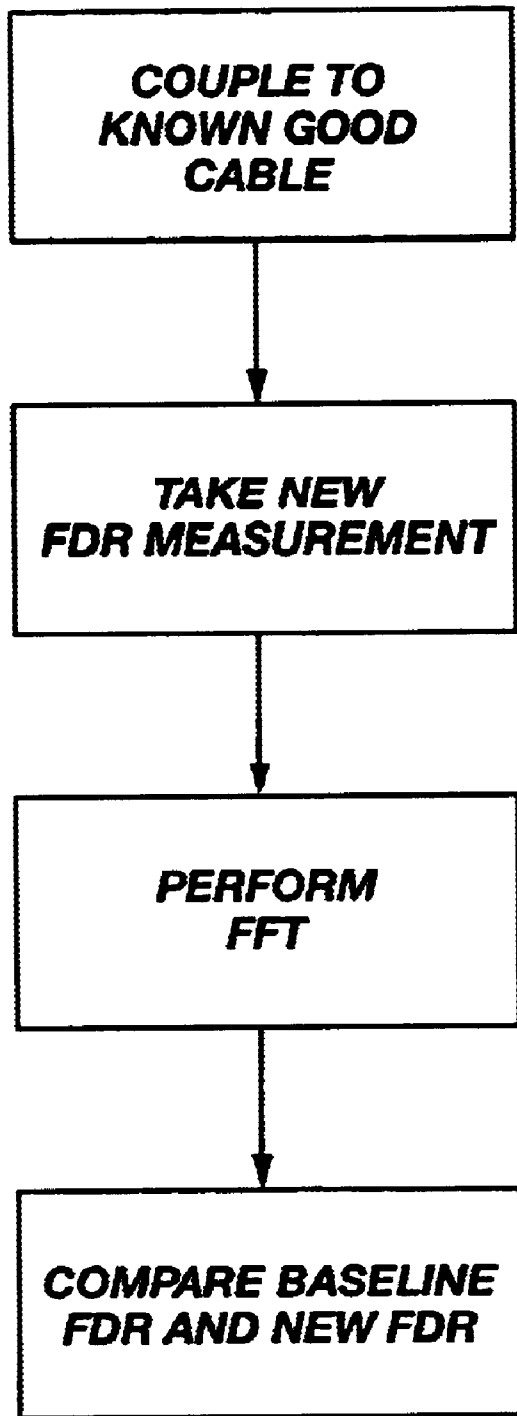 COUPLE TO
KNOWN GOOD
CABLE
TAKE NEW
FDR MEASUREMENT
PERFORM
FFT
COMPARE BASELINE
FDR AND NEW FDR